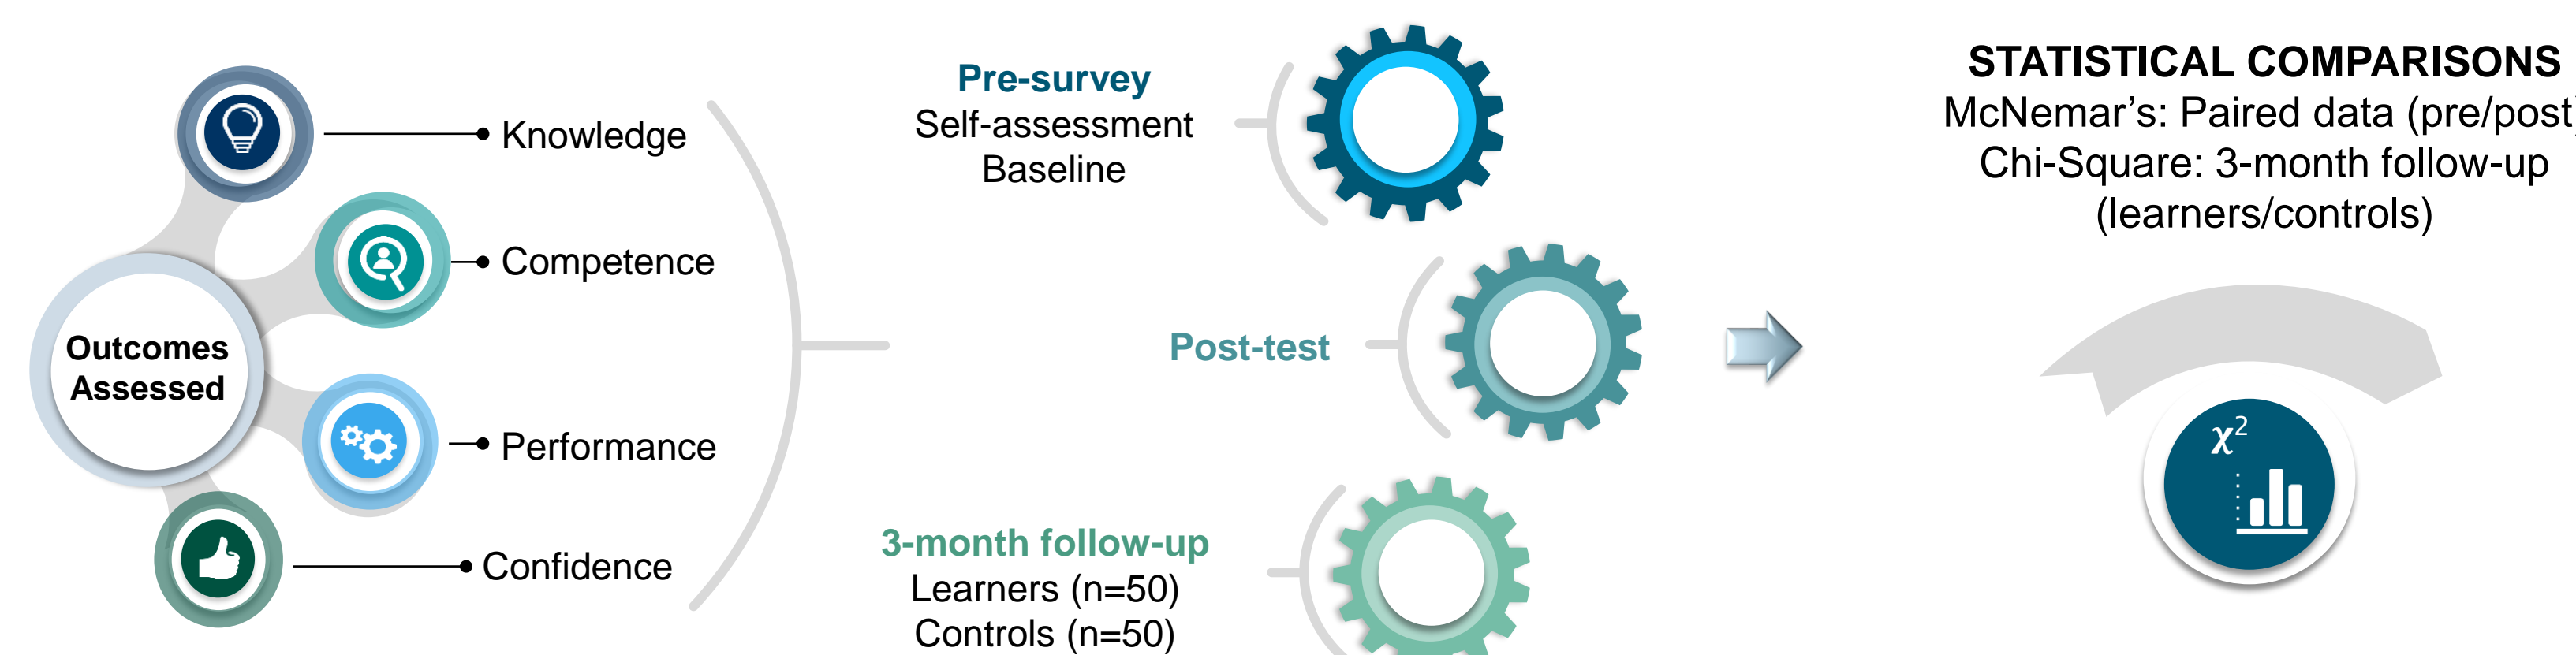 Outcomes
Assessed
Knowledge
Competence
Performance
Confidence
Pre-survey
Self-assessment
Baseline
Post-test
3-month follow-up
Learners (n=50)
Controls (n=50)
STATISTICAL COMPARISONS
McNemar’s: Paired data (pre/post)
Chi-Square: 3-month follow-up
(learners/controls)
χ²